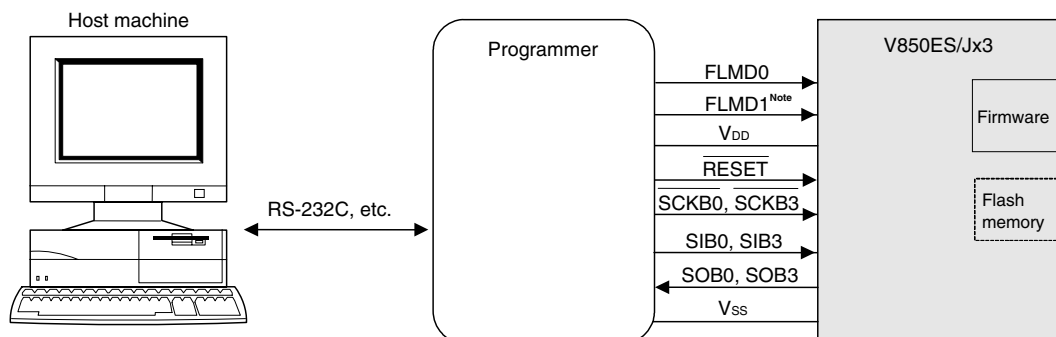 Host machine
RS-232C, etc.
Programmer
FLMD0
FLMD1Note
VDD
RESET
SCKB0, SCKB3
SIB0, SIB3
SOB0, SOB3
VSS
V850ES/Jx3
Firmware
Flash
memory